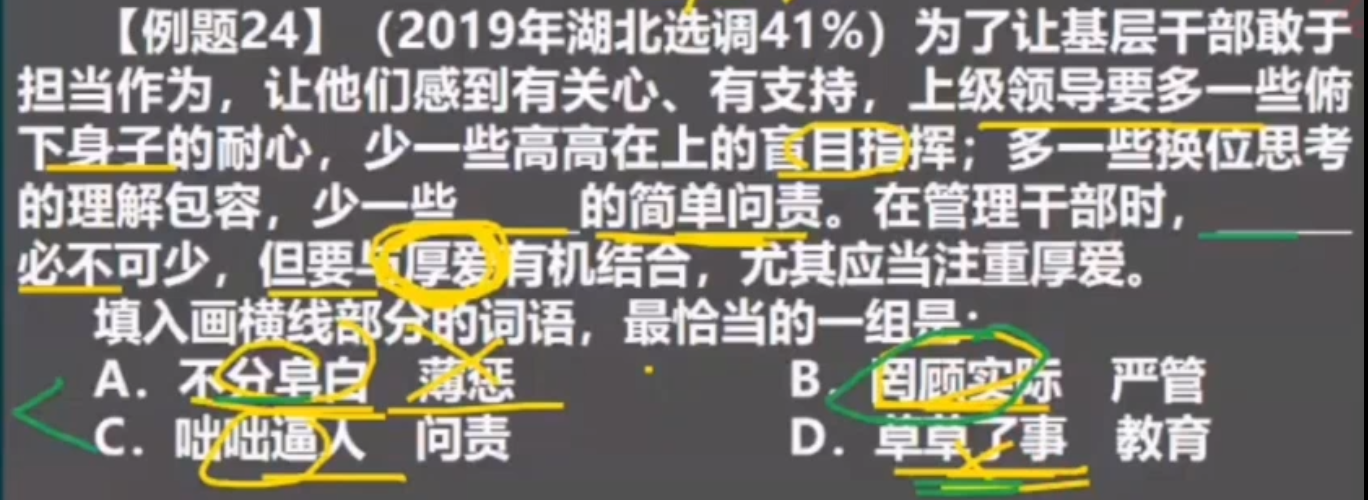 【例题24】（2019年湖北选调41%）为了让基层干部敢于
担当作为，让他们感到有关心、有支持，上级领导要多一些俯
下身子的耐心，少一些高高在上的盲目指挥；多一些换位思考
的理解包容，少一些______的简单问责。在管理干部时，______
必不可少，但要与厚爱有机结合，尤其应当注重厚爱。
填入画横线部分的词语，最恰当的一组是：
A．不分皂白　薄惩　B．罔顾实际　严管
C．咄咄逼人　问责　D．草草了事　教育